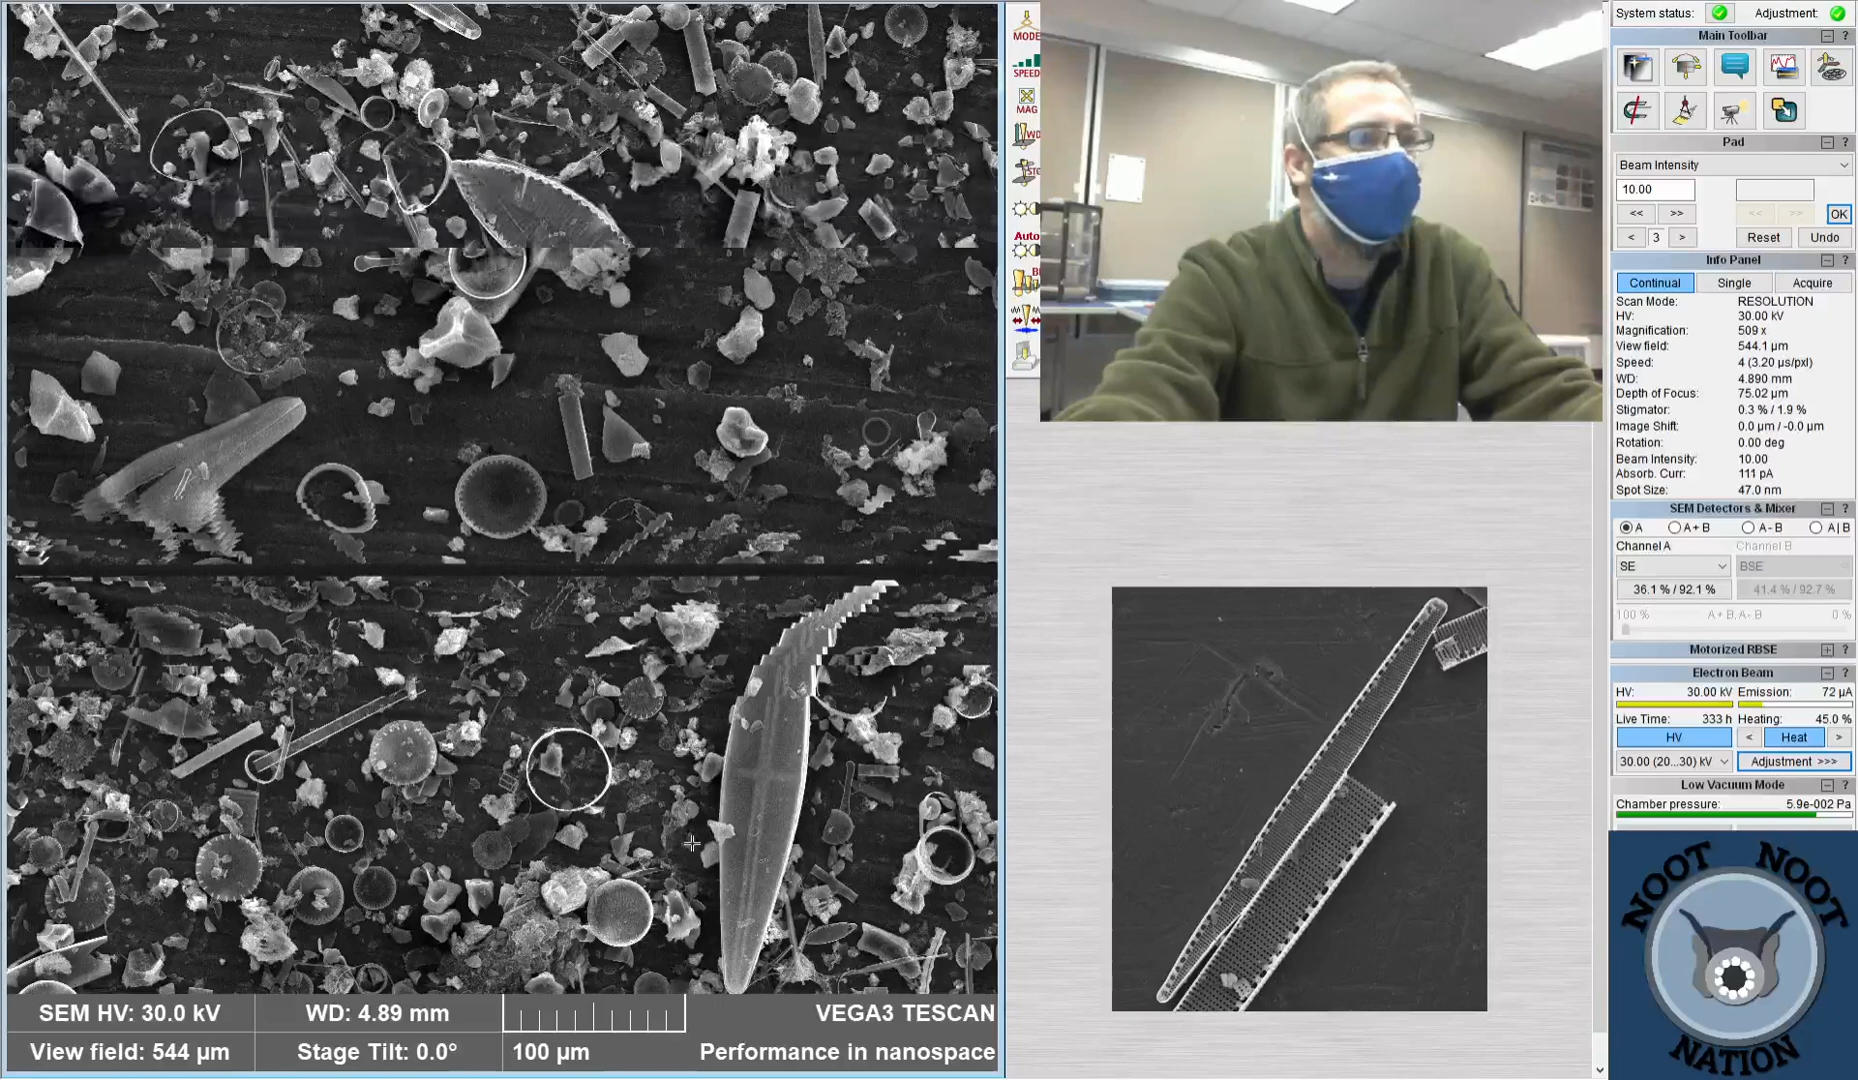 System status: Adjustment:
Main Toolbar ?
Pad ?
Beam Intensity
10.00
<< >> << >> OK
< 3 > Reset Undo
Info Panel ?
Continual Single Acquire
Scan Mode: RESOLUTION
HV: 30.00 kV
Magnification: 509 x
View field: 544.1 µm
Speed: 4 (3.20 µs/pxl)
WD: 4.890 mm
Depth of Focus: 75.02 µm
Stigmator: 0.3 % / 1.9 %
Image Shift: 0.0 µm / -0.0 µm
Rotation: 0.00 deg
Beam Intensity: 10.00
Absorb. Curr: 111 pA
Spot Size: 47.0 nm
SEM Detectors & Mixer ?
A A + B A - B A | B
Channel A Channel B
SE BSE
36.1 % / 92.1 % 41.4 % / 92.7 %
100 % A + B, A - B 0 %
Motorized RBSE ?
Electron Beam ?
HV: 30.00 kV Emission: 72 µA
Live Time: 333 h Heating: 45.0 %
HV < Heat >
30.00 (20...30) kV Adjustment >>>
Low Vacuum Mode ?
Chamber pressure: 5.9e-002 Pa
MODE
SPEED
MAG
WD
Auto
SEM HV: 30.0 kV WD: 4.89 mm VEGA3 TESCAN
View field: 544 µm Stage Tilt: 0.0° 100 µm Performance in nanospace
NOOT NOOT
NATION